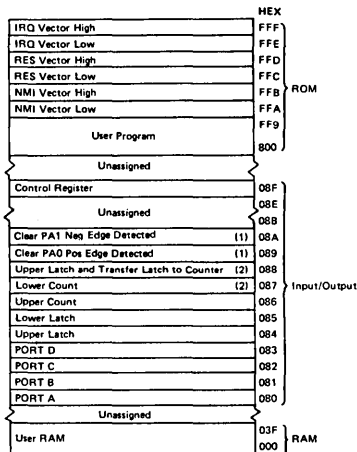 HEX
IRQ Vector High FFF
IRQ Vector Low FFE
RES Vector High FFD
RES Vector Low FFC
NMI Vector High FFB
NMI Vector Low FFA
ROM
FF9
User Program
800
Unassigned
Control Register 08F
08E
Unassigned
08B
Clear PA1 Neg Edge Detected (1) 08A
Clear PA0 Pos Edge Detected (1) 089
Upper Latch and Transfer Latch to Counter (2) 088
Lower Count (2) 087
Input/Output
Upper Count 086
Lower Latch 085
Upper Latch 084
PORT D 083
PORT C 082
PORT B 081
PORT A 080
Unassigned
03F
User RAM
RAM
000